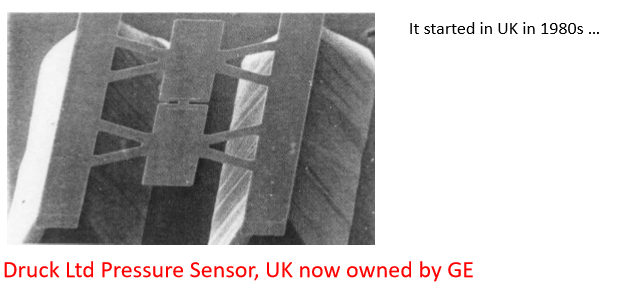 It started in UK in 1980s ...
Druck Ltd Pressure Sensor, UK now owned by GE